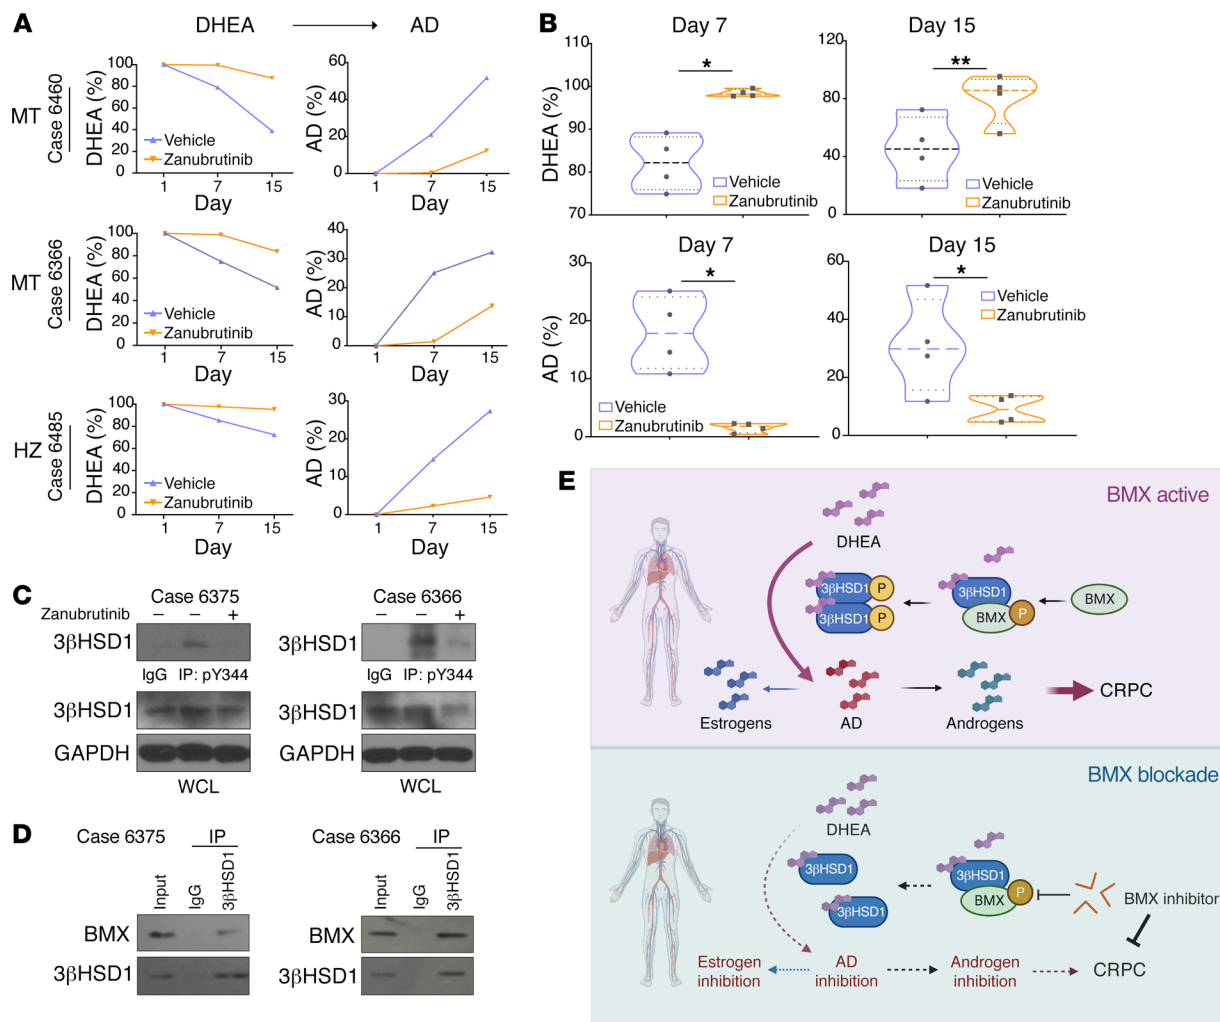 A
DHEA
AD
MT
Case 6460
DHEA (%)
100
80
60
40
20
0
Vehicle
Zanubrutinib
1 7 15
Day
AD (%)
60
40
20
0
1 7 15
Day
MT
Case 6366
DHEA (%)
100
80
60
40
20
0
Vehicle
Zanubrutinib
1 7 15
Day
AD (%)
40
30
20
10
0
1 7 15
Day
HZ
Case 6485
DHEA (%)
100
80
60
40
20
0
Vehicle
Zanubrutinib
1 7 15
Day
AD (%)
30
20
10
0
1 7 15
Day
B
Day 7
*
DHEA (%)
110
100
90
80
70
Vehicle
Zanubrutinib
Day 15
**
120
80
40
0
Vehicle
Zanubrutinib
Day 7
*
AD (%)
30
20
10
0
Vehicle
Zanubrutinib
Day 15
*
60
40
20
0
Vehicle
Zanubrutinib
C
Case 6375
Zanubrutinib – – +
3βHSD1
IgG IP: pY344
3βHSD1
GAPDH
WCL
Case 6366
– – +
3βHSD1
IgG IP: pY344
3βHSD1
GAPDH
WCL
D
Case 6375
IP
Input
IgG
3βHSD1
BMX
3βHSD1
Case 6366
IP
Input
IgG
3βHSD1
BMX
3βHSD1
E
BMX active
DHEA
3βHSD1 P
3βHSD1 P
3βHSD1
BMX P
BMX
Estrogens
AD
Androgens
CRPC
BMX blockade
DHEA
3βHSD1
3βHSD1
3βHSD1
BMX P
BMX inhibitor
Estrogen
inhibition
AD
inhibition
Androgen
inhibition
CRPC